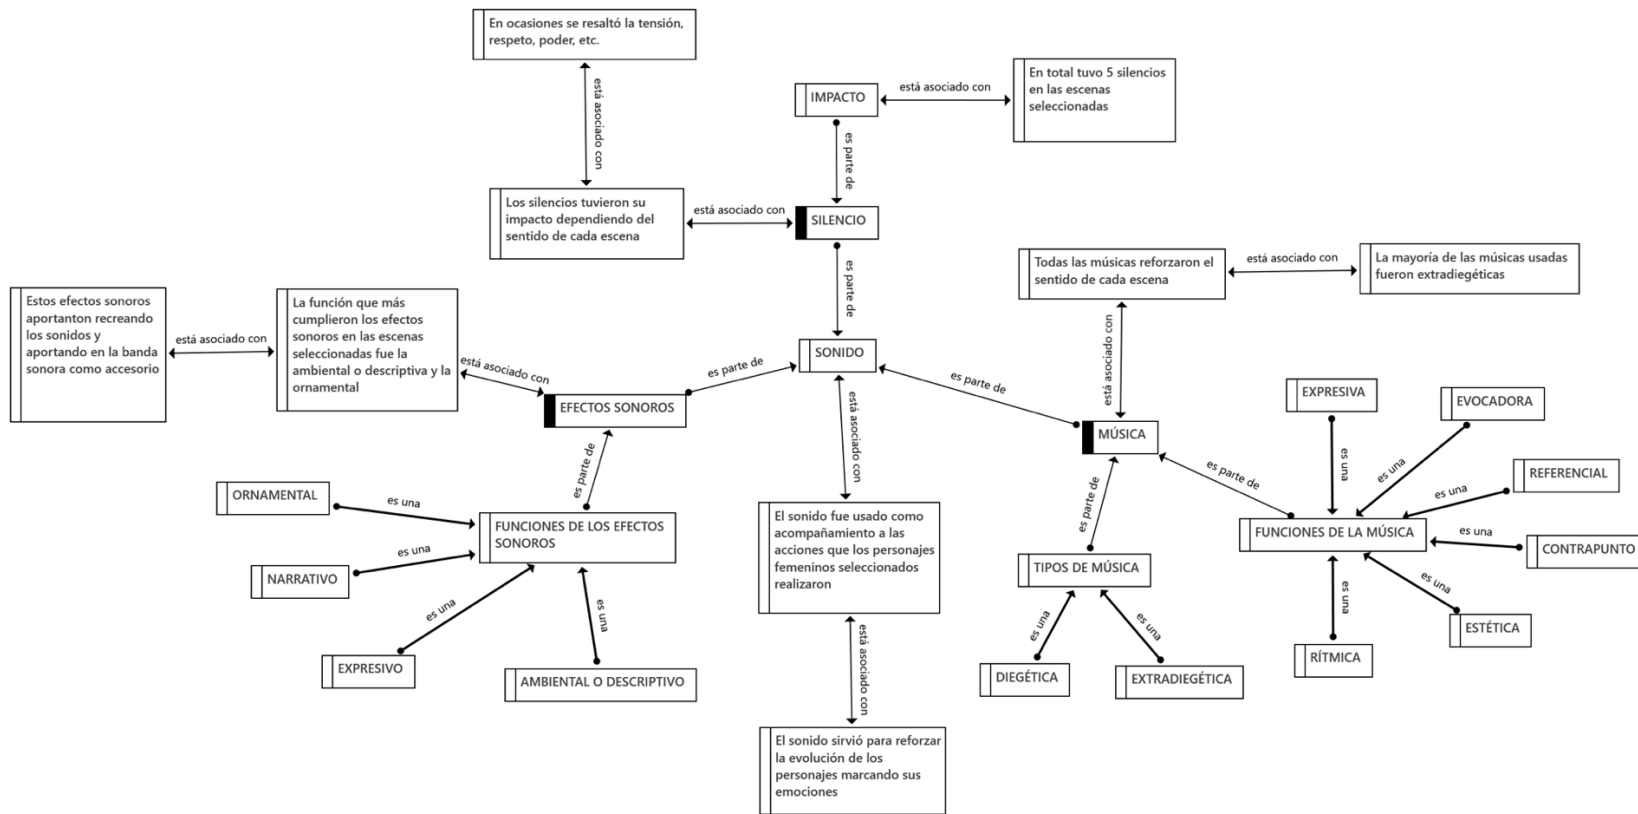 En ocasiones se resaltó la tensión,
respeto, poder, etc.
está asociado con
IMPACTO
está asociado con
En total tuvo 5 silencios
en las escenas
seleccionadas
es parte de
Los silencios tuvieron su
impacto dependiendo del
sentido de cada escena
está asociado con
SILENCIO
es parte de
Todas las músicas reforzaron el
sentido de cada escena
está asociado con
La mayoría de las músicas usadas
fueron extradiegéticas
Estos efectos sonoros
aportanton recreando
los sonidos y
aportando en la banda
sonora como accesorio
está asociado con
La función que más
cumplieron los efectos
sonoros en las escenas
seleccionadas fue la
ambiental o descriptiva y la
ornamental
está asociado con
EFECTOS SONOROS
es parte de
SONIDO
es parte de
está asociado con
MÚSICA
está asociado con
es parte de
ORNAMENTAL
es una
NARRATIVO
es una
EXPRESIVO
es una
AMBIENTAL O DESCRIPTIVO
es una
FUNCIONES DE LOS EFECTOS
SONOROS
El sonido fue usado como
acompañamiento a las
acciones que los personajes
femeninos seleccionados
realizaron
está asociado con
El sonido sirvió para reforzar
la evolución de los
personajes marcando sus
emociones
es parte de
TIPOS DE MÚSICA
es una
DIEGÉTICA
es una
EXTRADIEGÉTICA
es parte de
FUNCIONES DE LA MÚSICA
EXPRESIVA
es una
EVOCADORA
es una
REFERENCIAL
es una
CONTRAPUNTO
es una
ESTÉTICA
es una
RÍTMICA
es una